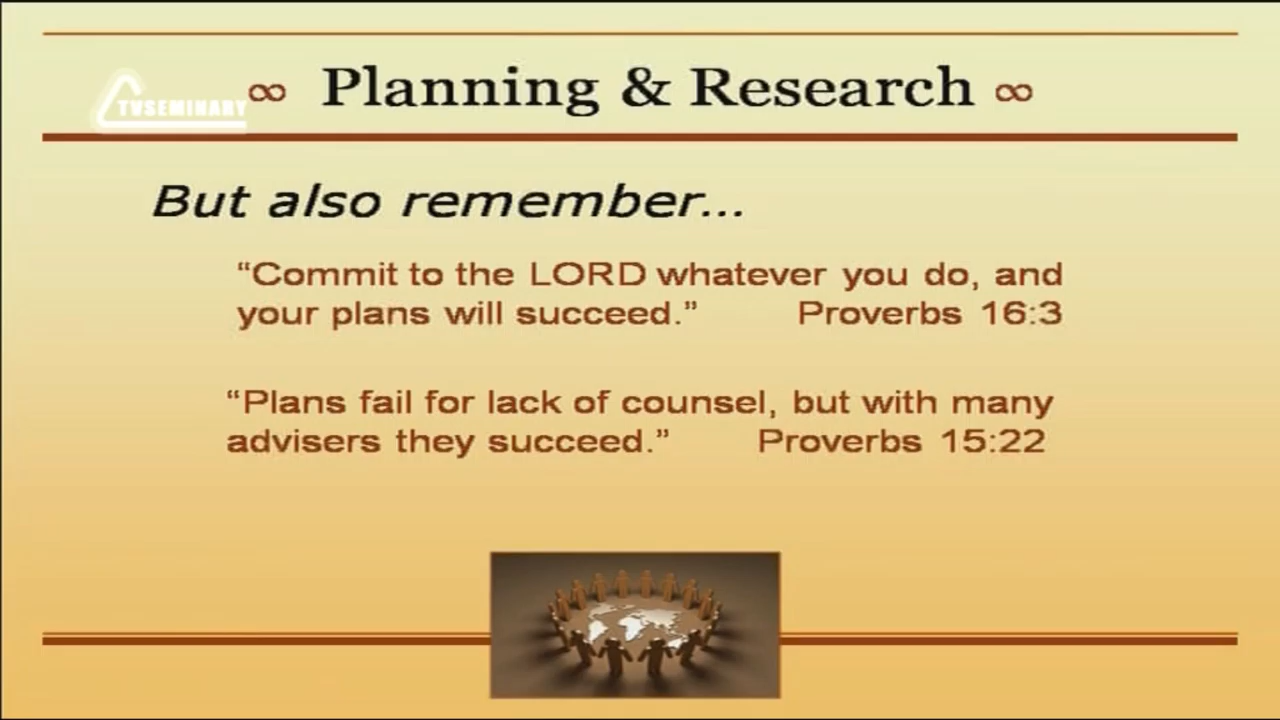 TVSEMINARY
∞ Planning & Research ∞
But also remember...
“Commit to the LORD whatever you do, and
your plans will succeed.” Proverbs 16:3
“Plans fail for lack of counsel, but with many
advisers they succeed.” Proverbs 15:22